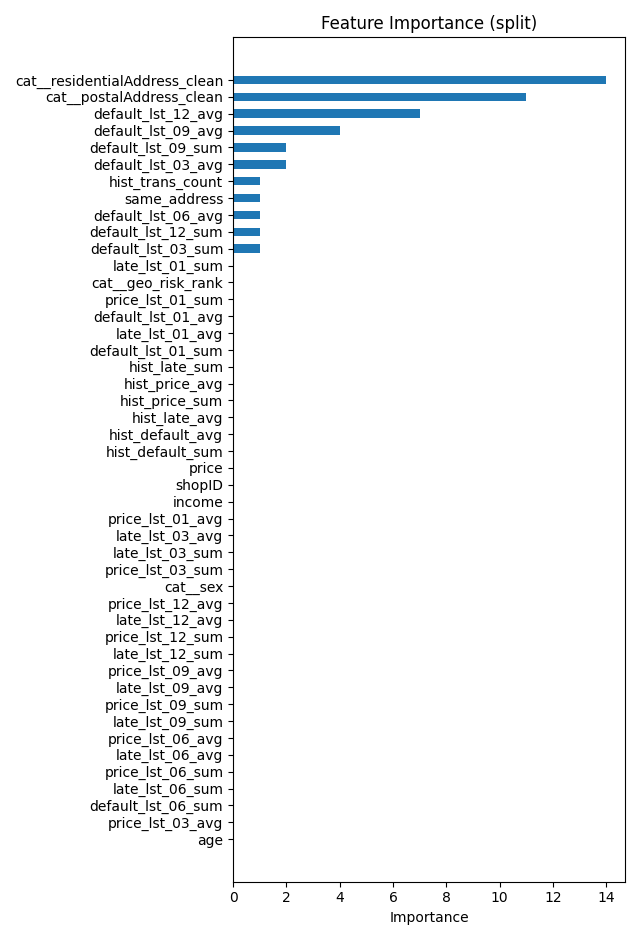 Feature Importance (split)
cat__residentialAddress_clean
cat__postalAddress_clean
default_lst_12_avg
default_lst_09_avg
default_lst_09_sum
default_lst_03_avg
hist_trans_count
same_address
default_lst_06_avg
default_lst_12_sum
default_lst_03_sum
late_lst_01_sum
cat__geo_risk_rank
price_lst_01_sum
default_lst_01_avg
late_lst_01_avg
default_lst_01_sum
hist_late_sum
hist_price_avg
hist_price_sum
hist_late_avg
hist_default_avg
hist_default_sum
price
shopID
income
price_lst_01_avg
late_lst_03_avg
late_lst_03_sum
price_lst_03_sum
cat__sex
price_lst_12_avg
late_lst_12_avg
price_lst_12_sum
late_lst_12_sum
price_lst_09_avg
late_lst_09_avg
price_lst_09_sum
late_lst_09_sum
price_lst_06_avg
late_lst_06_avg
price_lst_06_sum
late_lst_06_sum
default_lst_06_sum
price_lst_03_avg
age
0 2 4 6 8 10 12 14
Importance